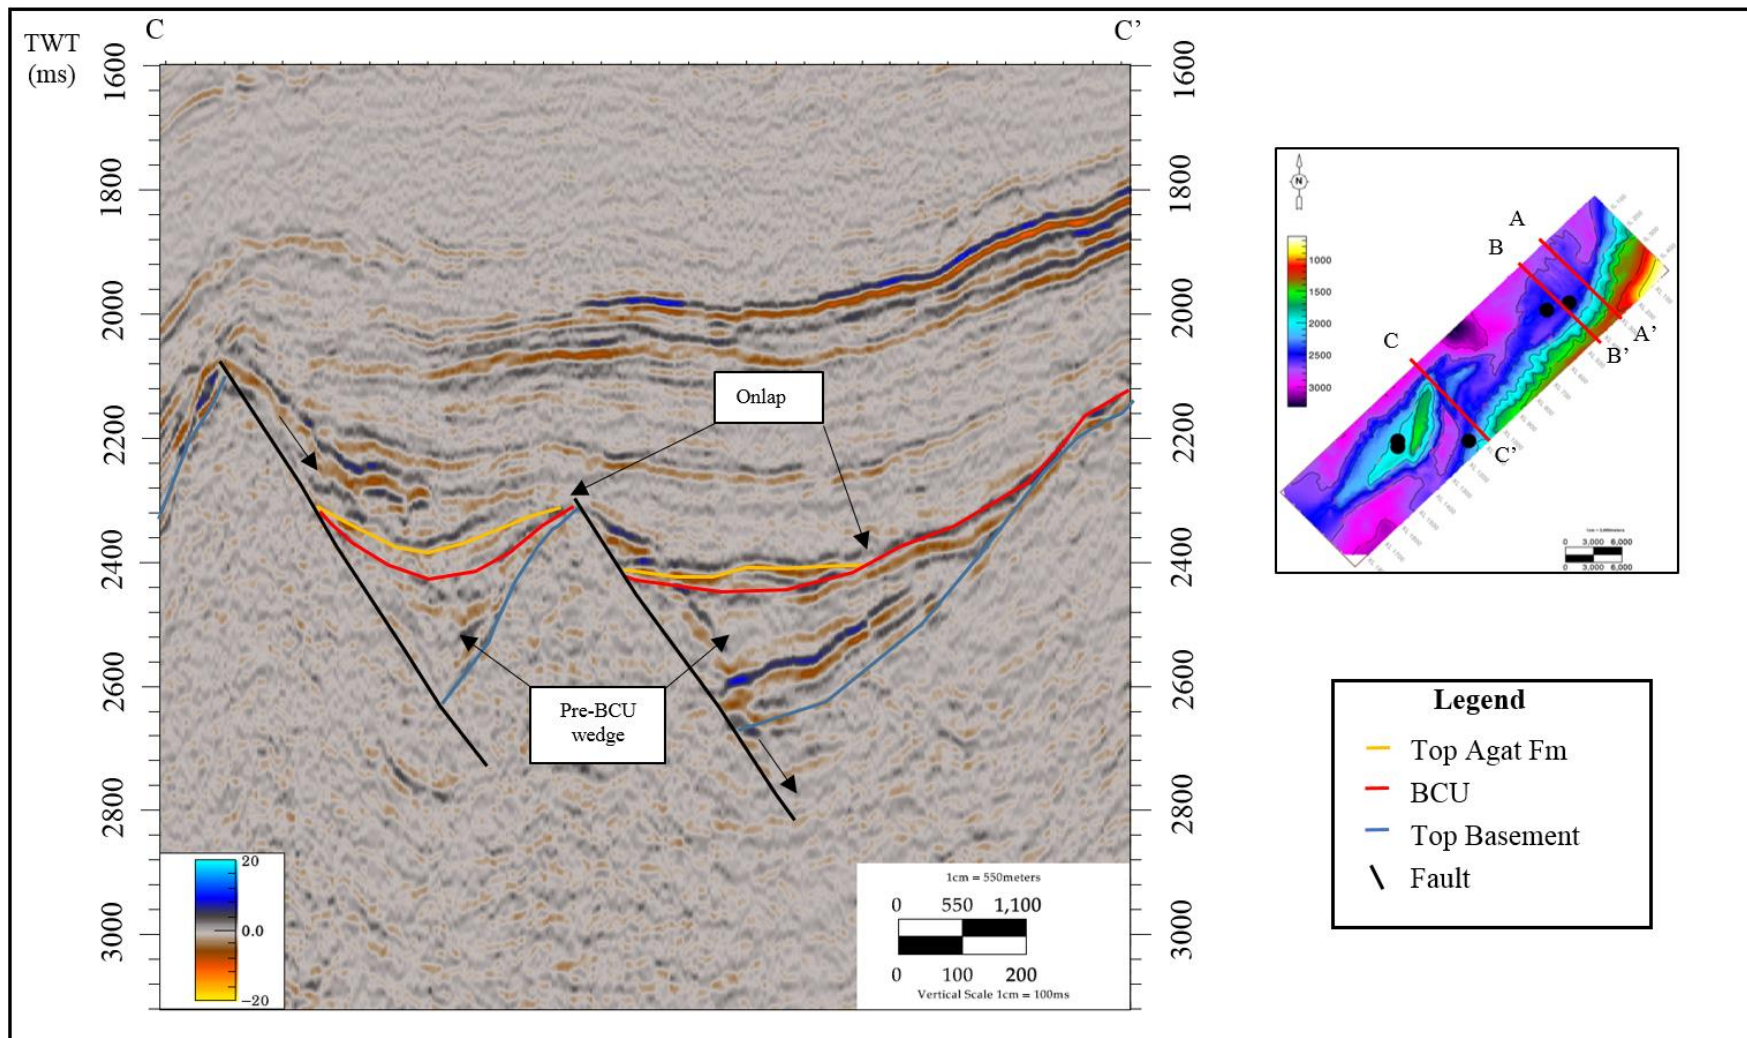 C
C’
TWT
(ms)
1600
1800
2000
2200
2400
2600
2800
3000
1600
1800
2000
2200
2400
2600
2800
3000
Onlap
Pre-BCU
wedge
20
0.0
−20
1cm = 550meters
0 550 1,100
0 100 200
Vertical Scale 1cm = 100ms
N
1000
1500
2000
2500
3000
A
B
C
A’
B’
C’
0 3,000 6,000
0 3,000 6,000
Legend
Top Agat Fm
BCU
Top Basement
Fault